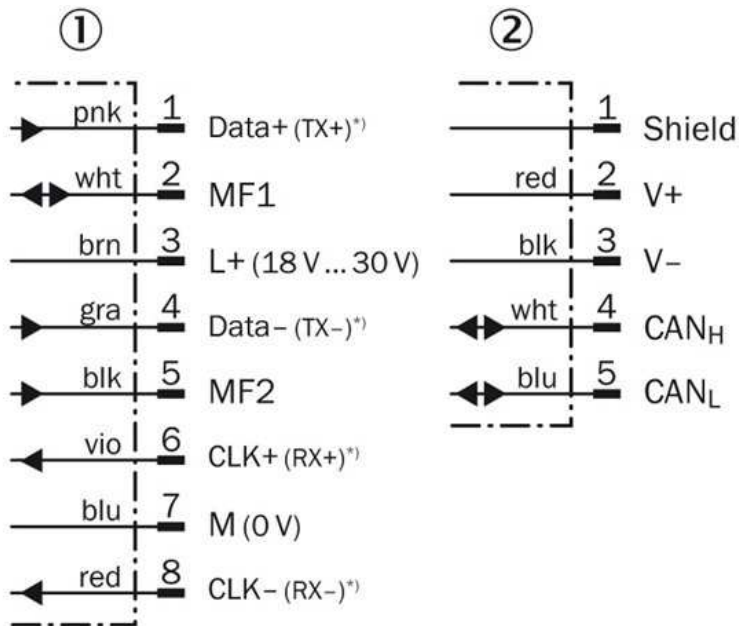 ① ②
pnk 1 Data+ (TX+)*)
wht 2 MF1
brn 3 L+ (18 V ... 30 V)
gra 4 Data– (TX–)*)
blk 5 MF2
vio 6 CLK+ (RX+)*)
blu 7 M (0 V)
red 8 CLK– (RX–)*)
1 Shield
red 2 V+
blk 3 V–
wht 4 CANH
blu 5 CANL